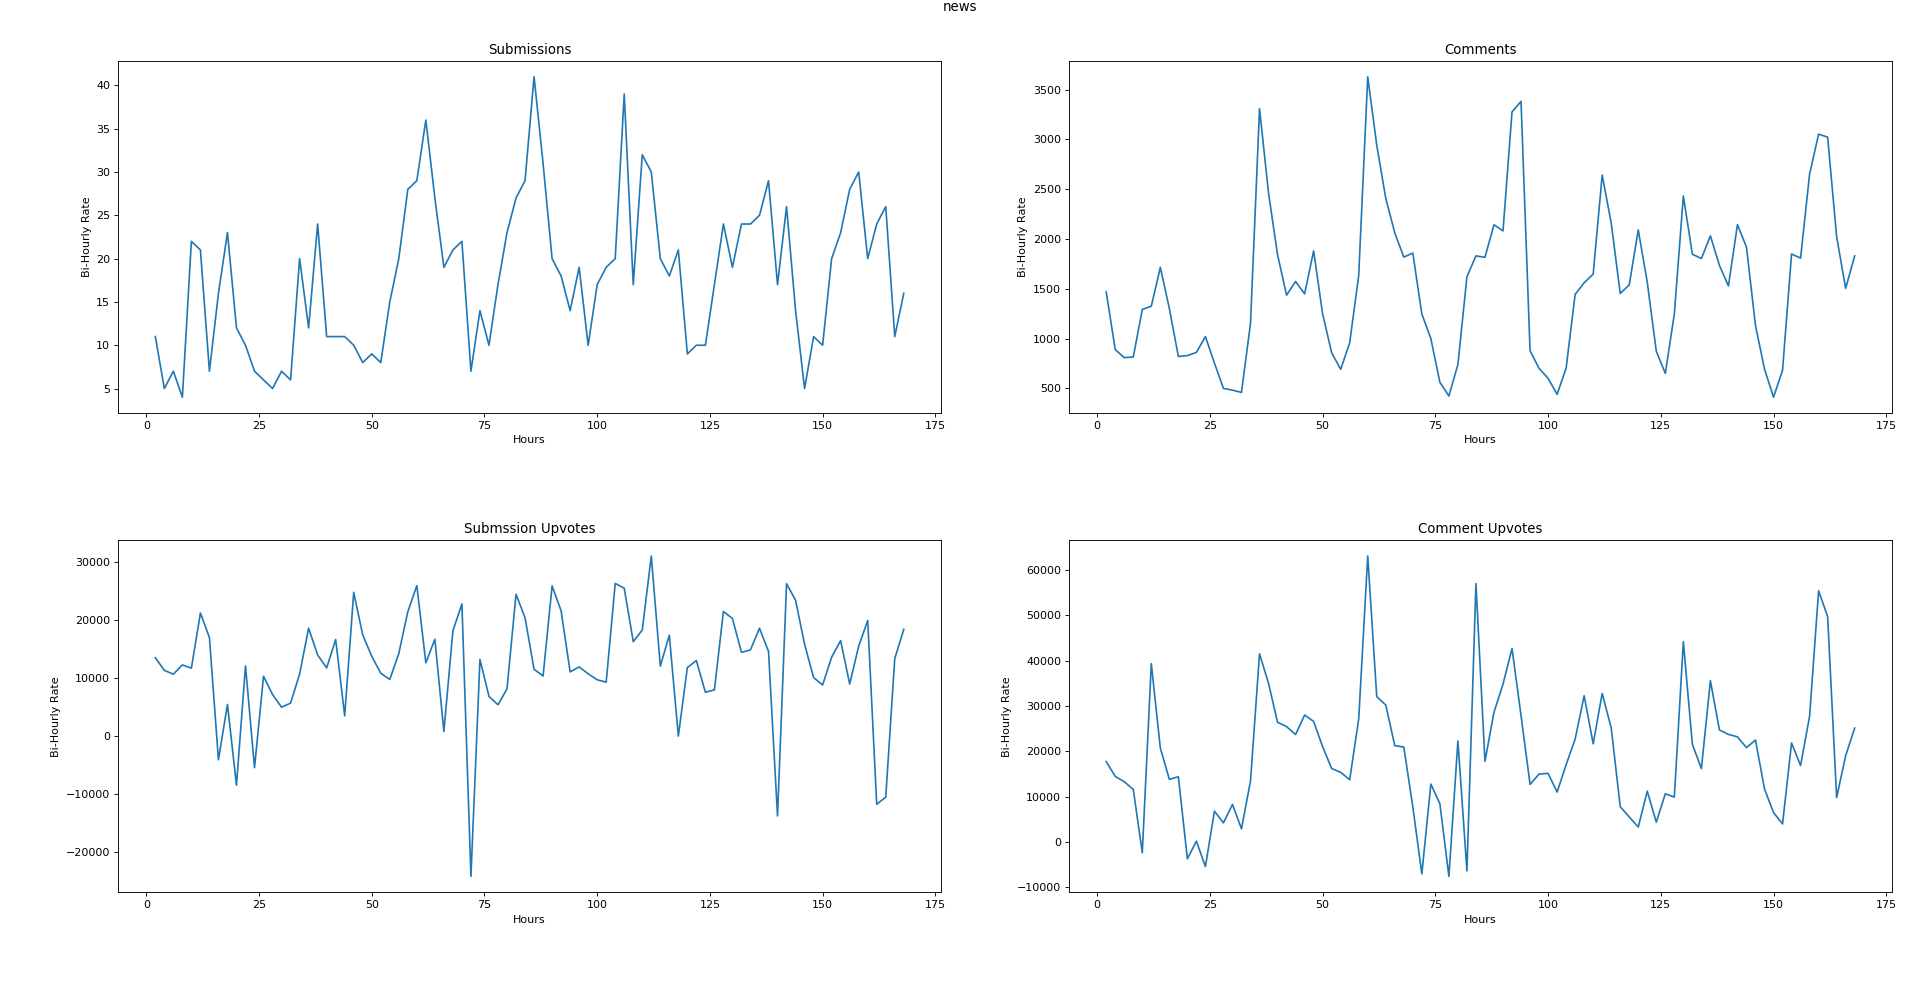 news
Submissions
Bi-Hourly Rate
40
35
30
25
20
15
10
5
0 25 50 75 100 125 150 175
Hours
Comments
Bi-Hourly Rate
3500
3000
2500
2000
1500
1000
500
0 25 50 75 100 125 150 175
Hours
Submssion Upvotes
Bi-Hourly Rate
30000
20000
10000
0
−10000
−20000
0 25 50 75 100 125 150 175
Hours
Comment Upvotes
Bi-Hourly Rate
60000
50000
40000
30000
20000
10000
0
−10000
0 25 50 75 100 125 150 175
Hours